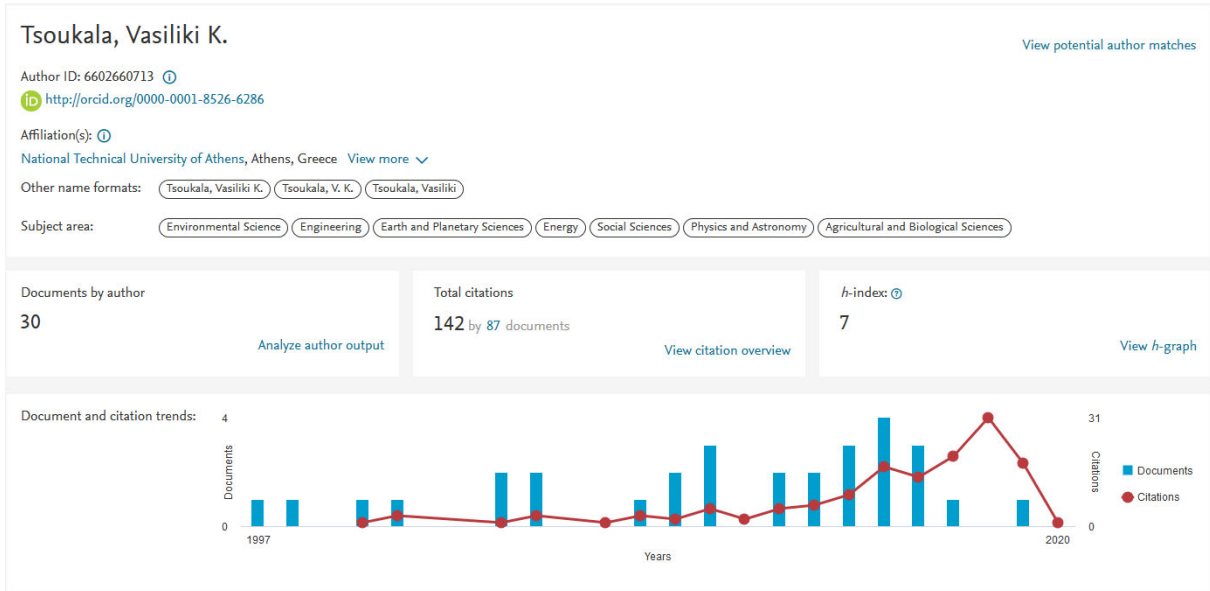 Tsoukala, Vasiliki K.
View potential author matches
Author ID: 6602660713 i
iD http://orcid.org/0000-0001-8526-6286
Affiliation(s): i
National Technical University of Athens, Athens, Greece View more
Other name formats: Tsoukala, Vasiliki K. Tsoukala, V. K. Tsoukala, Vasiliki
Subject area: Environmental Science Engineering Earth and Planetary Sciences Energy Social Sciences Physics and Astronomy Agricultural and Biological Sciences
Documents by author
30
Analyze author output
Total citations
142 by 87 documents
View citation overview
h-index: ?
7
View h-graph
Document and citation trends:
4
Documents
0
1997
Years
2020
31
Citations
0
Documents
Citations